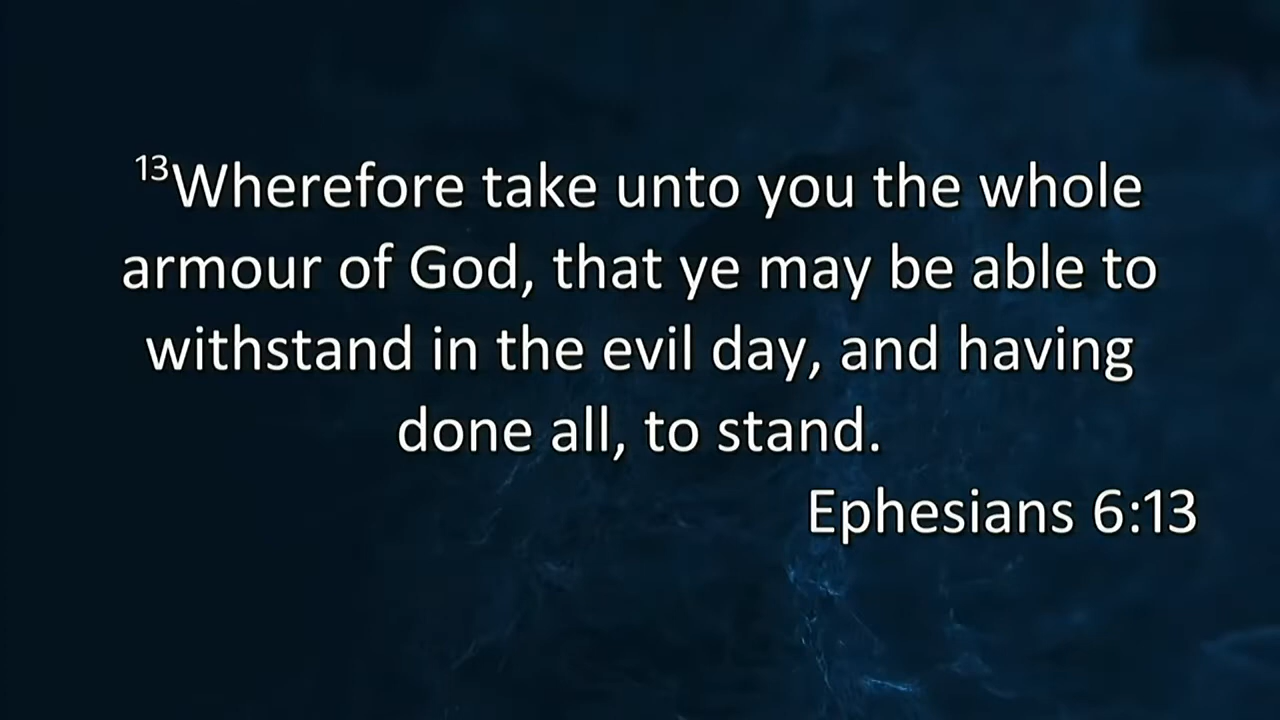 13Wherefore take unto you the whole
armour of God, that ye may be able to
withstand in the evil day, and having
done all, to stand.
Ephesians 6:13